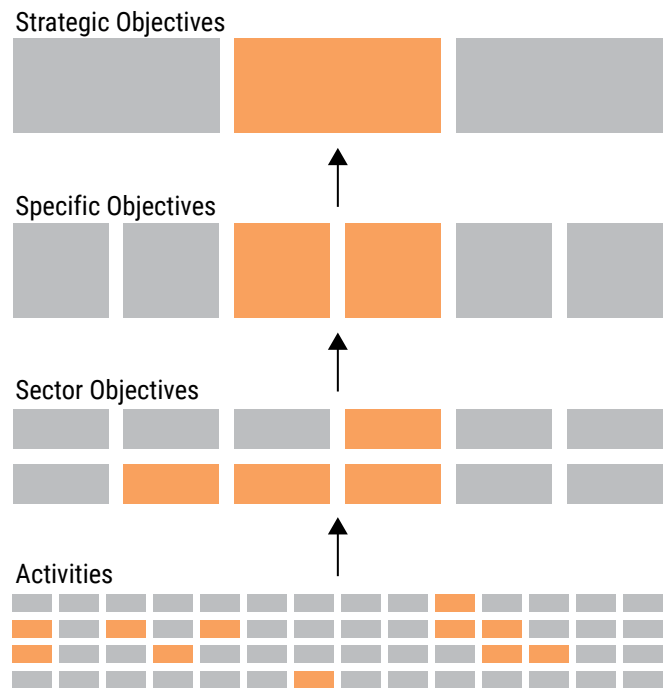 Strategic Objectives
Specific Objectives
Sector Objectives
Activities